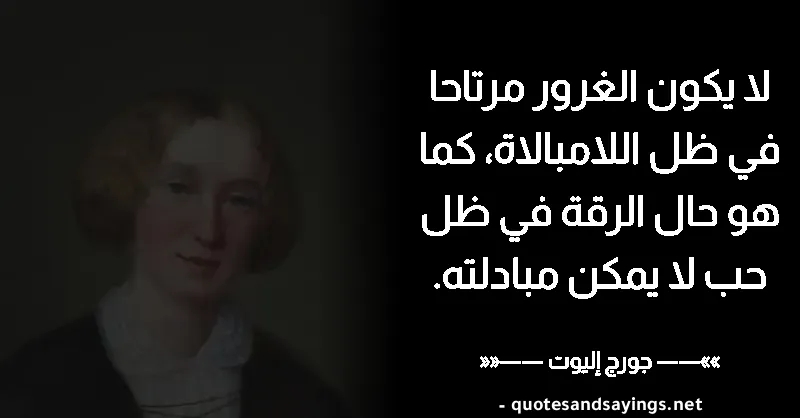 لا يكون الغرور مرتاحا
في ظل اللامبالاة، كما
هو حال الرقة في ظل
حب لا يمكن مبادلته.
»»——— جورج إليوت ———««
- quotesandsayings.net